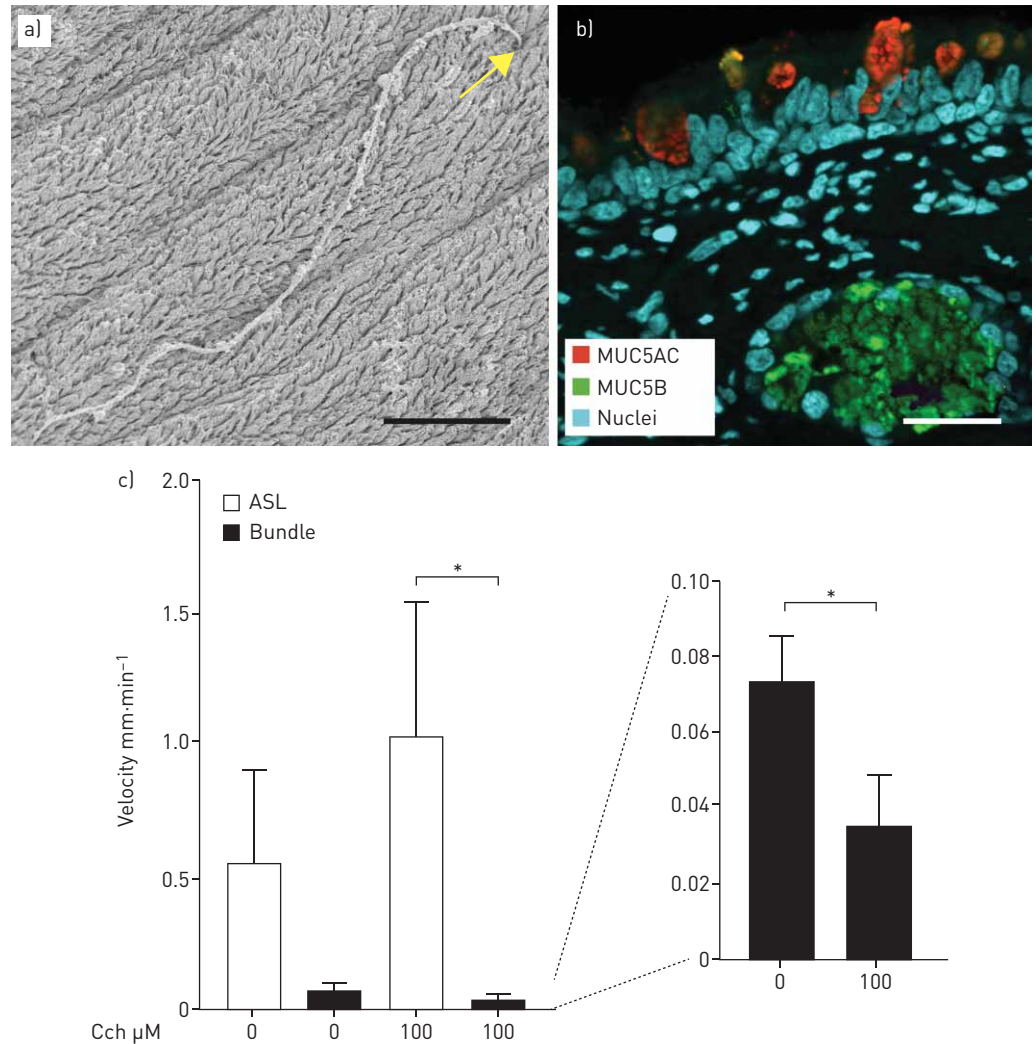 a)
b)
MUC5AC
MUC5B
Nuclei
c)
2.0
1.5
1.0
0.5
0
Velocity mm·min⁻¹
ASL
Bundle
*
Cch µM
0
0
100
100
0.10
0.08
0.06
0.04
0.02
0
*
0
100